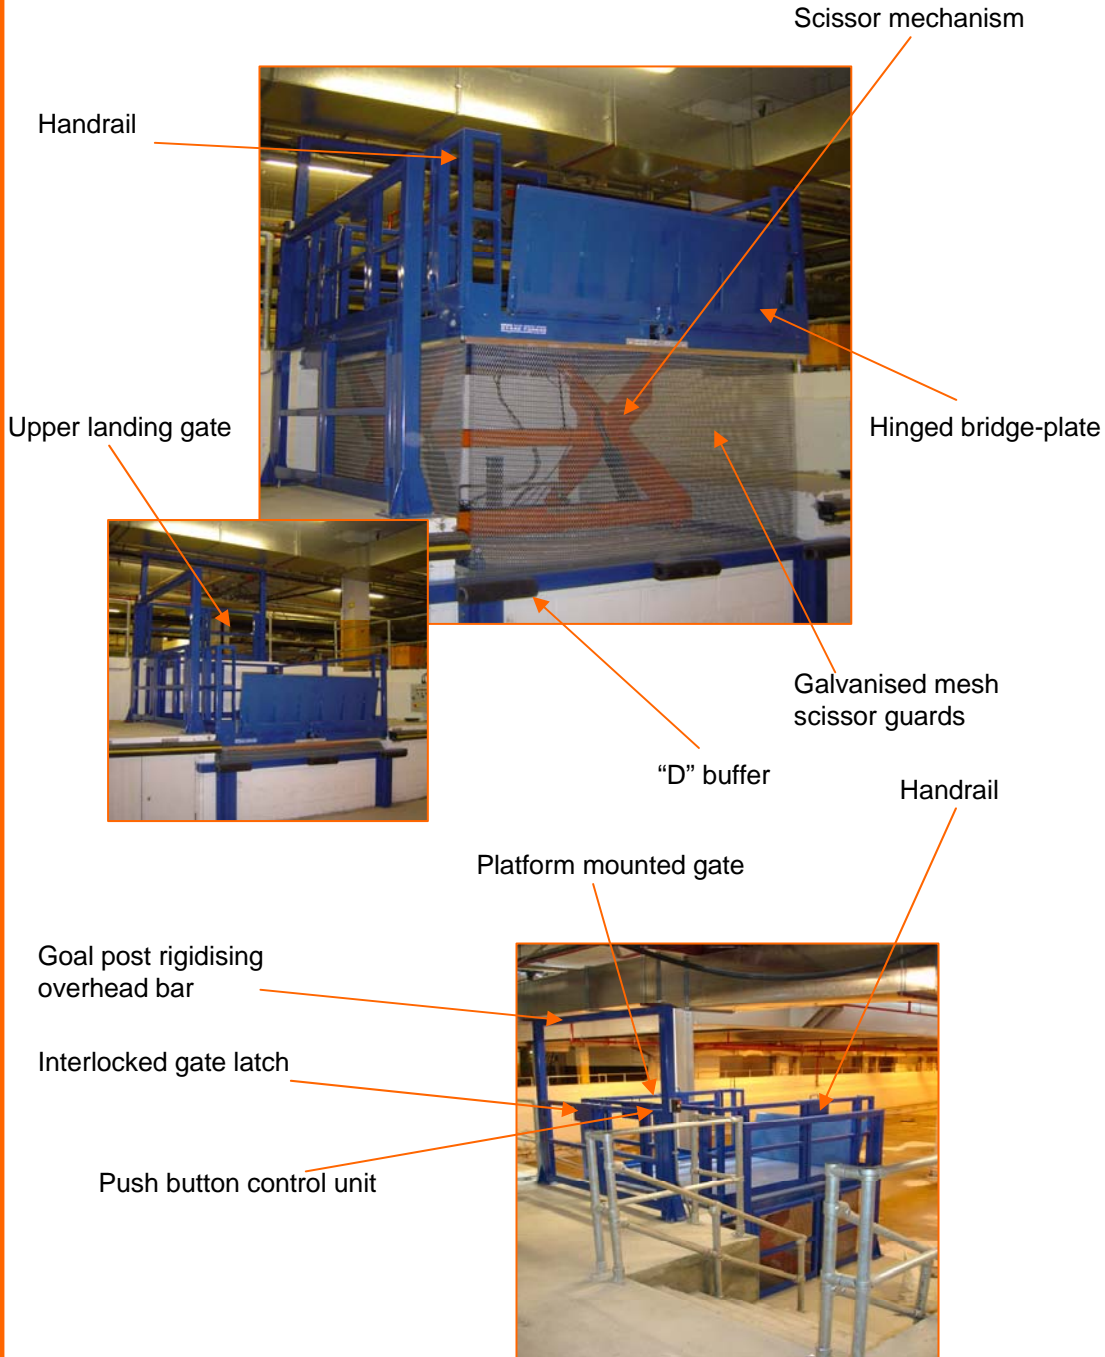 Scissor mechanism
Handrail
Upper landing gate
Hinged bridge-plate
Galvanised mesh
scissor guards
“D” buffer
Handrail
Platform mounted gate
Goal post rigidising
overhead bar
Interlocked gate latch
Push button control unit